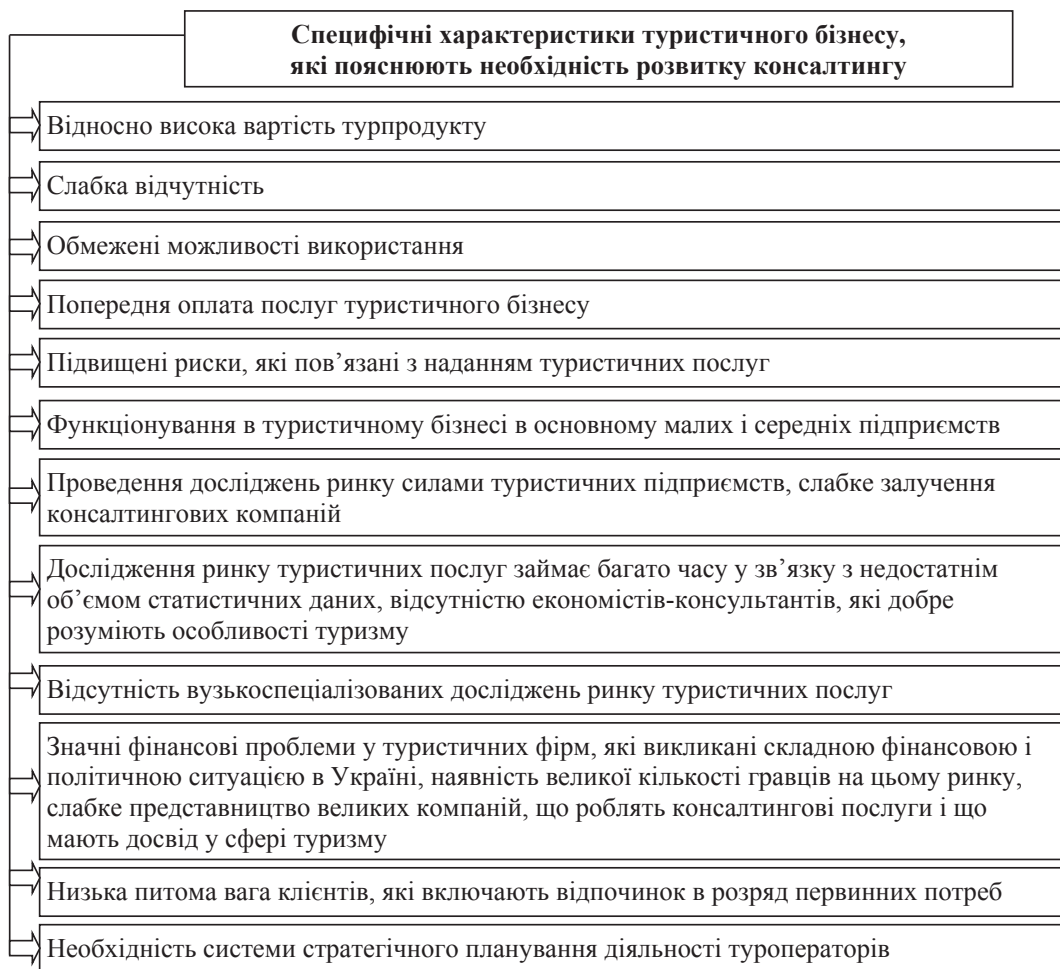 Специфічні характеристики туристичного бізнесу,
які пояснюють необхідність розвитку консалтингу
Відносно висока вартість турпродукту
Слабка відчутність
Обмежені можливості використання
Попередня оплата послуг туристичного бізнесу
Підвищені риски, які пов’язані з наданням туристичних послуг
Функціонування в туристичному бізнесі в основному малих і середніх підприємств
Проведення досліджень ринку силами туристичних підприємств, слабке залучення
консалтингових компаній
Дослідження ринку туристичних послуг займає багато часу у зв’язку з недостатнім
об’ємом статистичних даних, відсутністю економістів-консультантів, які добре
розуміють особливості туризму
Відсутність вузькоспеціалізованих досліджень ринку туристичних послуг
Значні фінансові проблеми у туристичних фірм, які викликані складною фінансовою і
політичною ситуацією в Україні, наявність великої кількості гравців на цьому ринку,
слабке представництво великих компаній, що роблять консалтингові послуги і що
мають досвід у сфері туризму
Низька питома вага клієнтів, які включають відпочинок в розряд первинних потреб
Необхідність системи стратегічного планування діяльності туроператорів